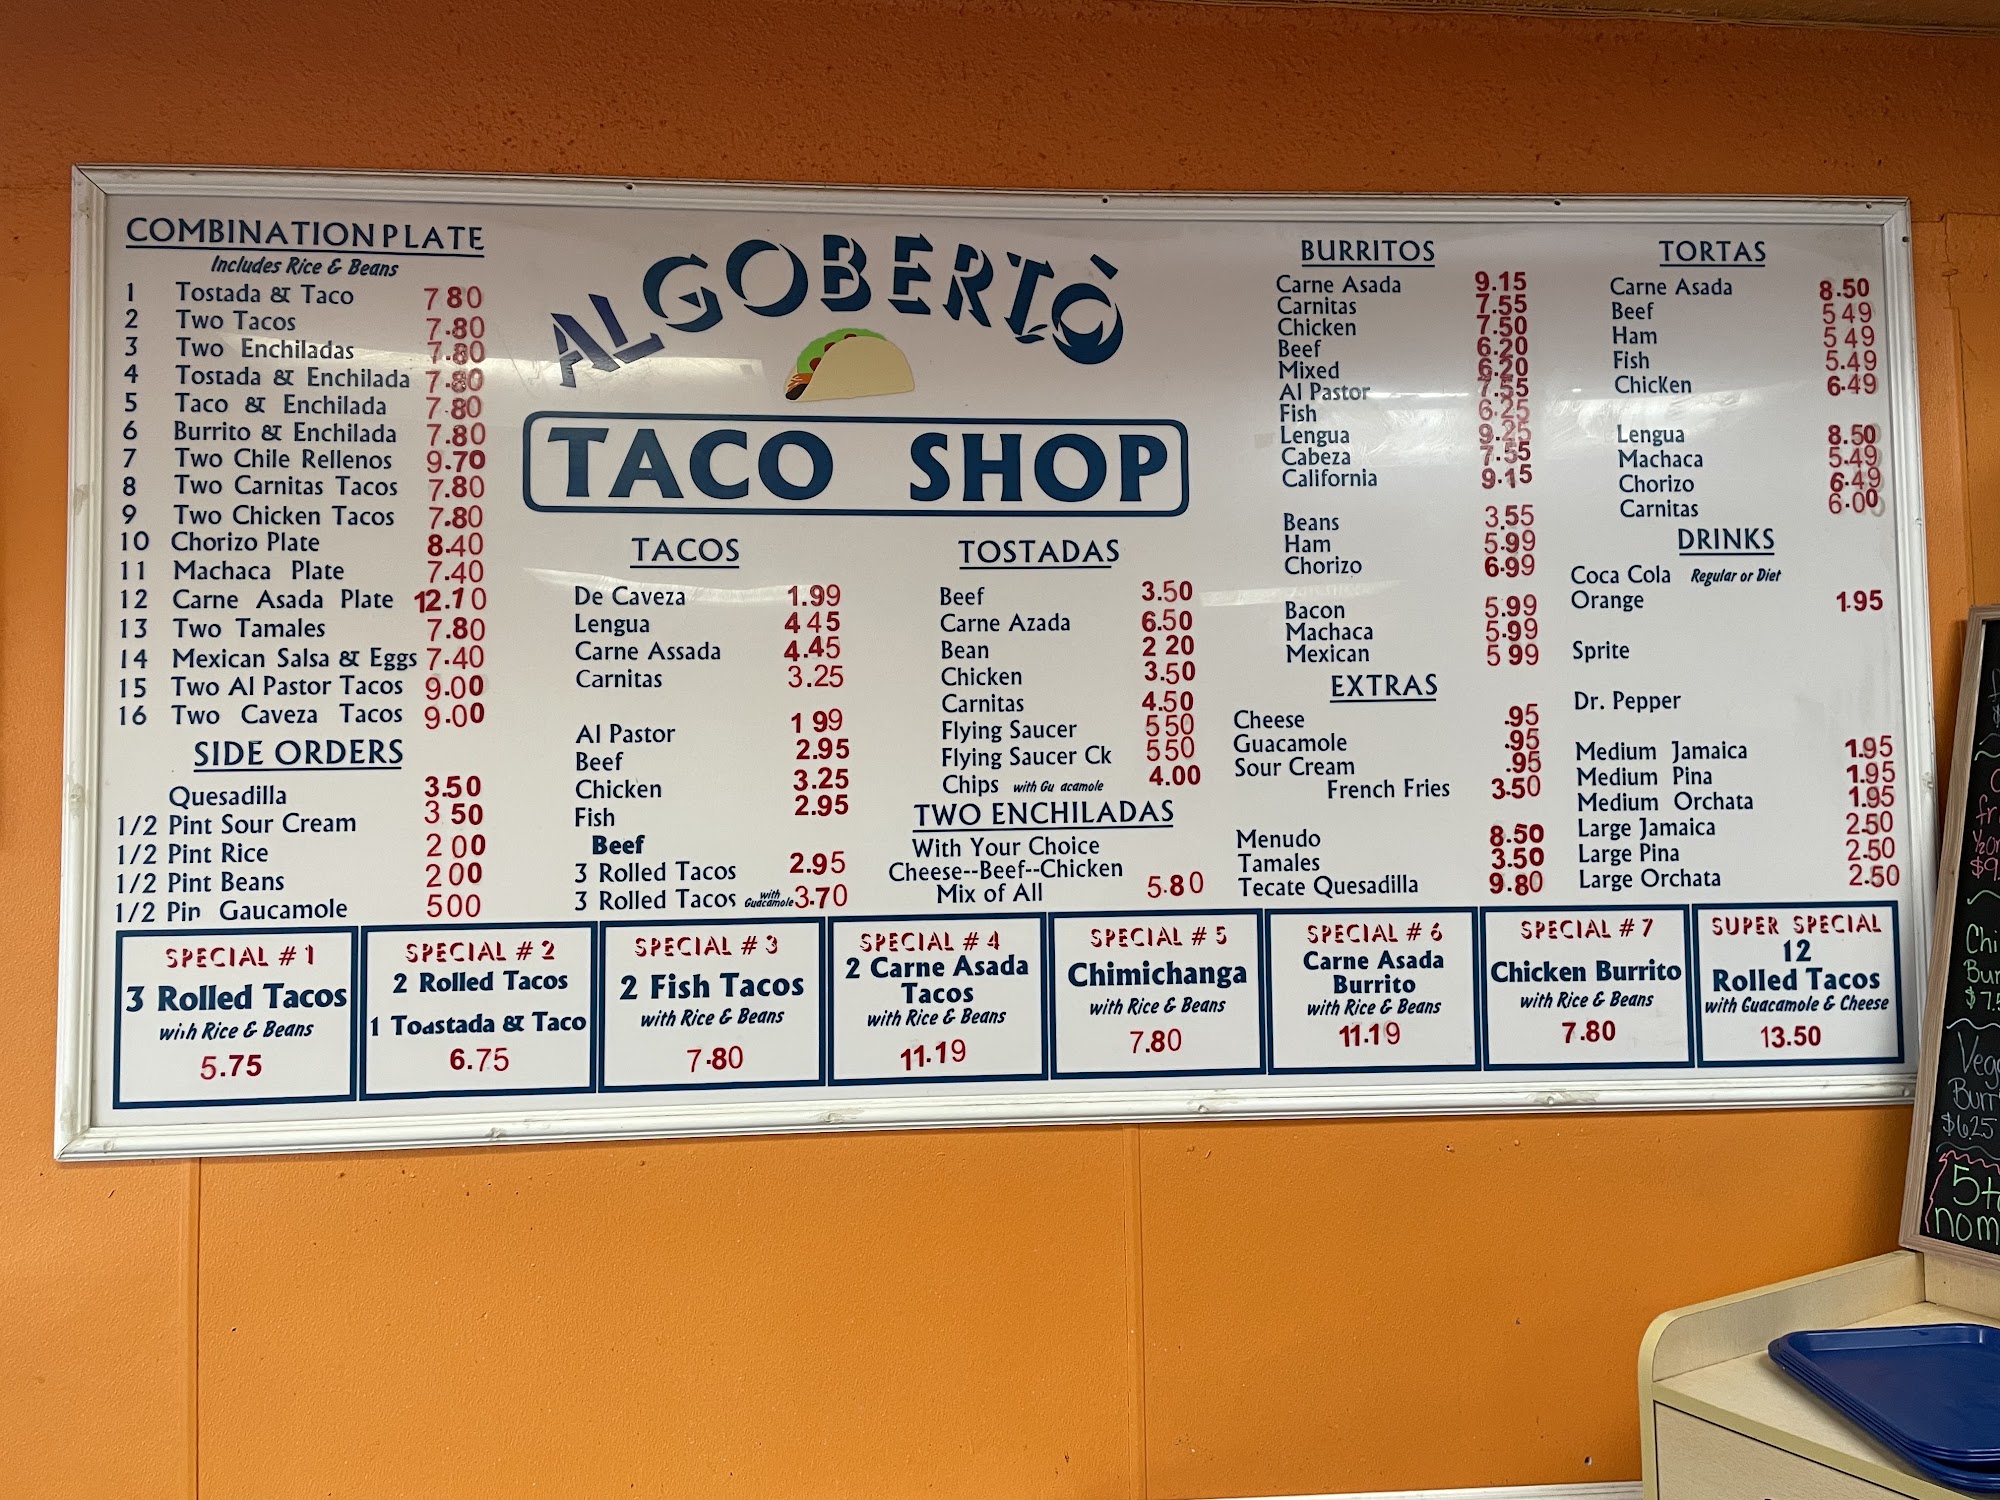 ALGOBERTÒ
TACO SHOP
COMBINATION PLATE
Includes Rice & Beans
1 Tostada & Taco 7 80
2 Two Tacos 7.80
3 Two Enchiladas 7.80
4 Tostada & Enchilada 7.80
5 Taco & Enchilada 7.80
6 Burrito & Enchilada 7.80
7 Two Chile Rellenos 9.70
8 Two Carnitas Tacos 7.80
9 Two Chicken Tacos 7.80
10 Chorizo Plate 8.40
11 Machaca Plate 7.40
12 Carne Asada Plate 12.10
13 Two Tamales 7.80
14 Mexican Salsa & Eggs 7.40
15 Two Al Pastor Tacos 9.00
16 Two Caveza Tacos 9.00
SIDE ORDERS
Quesadilla 3.50
1/2 Pint Sour Cream 3 50
1/2 Pint Rice 2 00
1/2 Pint Beans 2 00
1/2 Pin Gaucamole 5 00
TACOS
De Caveza 1.99
Lengua 4 45
Carne Assada 4.45
Carnitas 3.25
Al Pastor 1 99
Beef 2.95
Chicken 3.25
Fish 2.95
Beef
3 Rolled Tacos 2.95
3 Rolled Tacos with Guacamole 3.70
TOSTADAS
Beef 3.50
Carne Azada 6.50
Bean 2 20
Chicken 3.50
Carnitas 4.50
Flying Saucer 5 50
Flying Saucer Ck 5 50
Chips with Gu acamole 4.00
TWO ENCHILADAS
With Your Choice
Cheese--Beef--Chicken
Mix of All 5.80
BURRITOS
Carne Asada 9.15
Carnitas 7.55
Chicken 7.50
Beef 6.20
Mixed 6.20
Al Pastor 7.55
Fish 6.25
Lengua 9.25
Cabeza 7.55
California 9.15
Beans 3.55
Ham 5.99
Chorizo 6.99
Bacon 5.99
Machaca 5.99
Mexican 5 99
EXTRAS
Cheese .95
Guacamole .95
Sour Cream .95
French Fries 3.50
Menudo 8.50
Tamales 3.50
Tecate Quesadilla 9.80
TORTAS
Carne Asada 8.50
Beef 5 49
Ham 5 49
Fish 5.49
Chicken 6.49
Lengua 8.50
Machaca 5.49
Chorizo 6.49
Carnitas 6.00
DRINKS
Coca Cola Regular or Diet
Orange 1.95
Sprite
Dr. Pepper
Medium Jamaica 1.95
Medium Pina 1.95
Medium Orchata 1.95
Large Jamaica 2.50
Large Pina 2.50
Large Orchata 2.50
SPECIAL # 1
3 Rolled Tacos
with Rice & Beans
5.75
SPECIAL # 2
2 Rolled Tacos
1 Toastada & Taco
6.75
SPECIAL # 3
2 Fish Tacos
with Rice & Beans
7.80
SPECIAL # 4
2 Carne Asada
Tacos
with Rice & Beans
11.19
SPECIAL # 5
Chimichanga
with Rice & Beans
7.80
SPECIAL # 6
Carne Asada
Burrito
with Rice & Beans
11.19
SPECIAL # 7
Chicken Burrito
with Rice & Beans
7.80
SUPER SPECIAL
12
Rolled Tacos
with Guacamole & Cheese
13.50
Chi
Bur
$7.
Veg
Burr
$6.25
nom